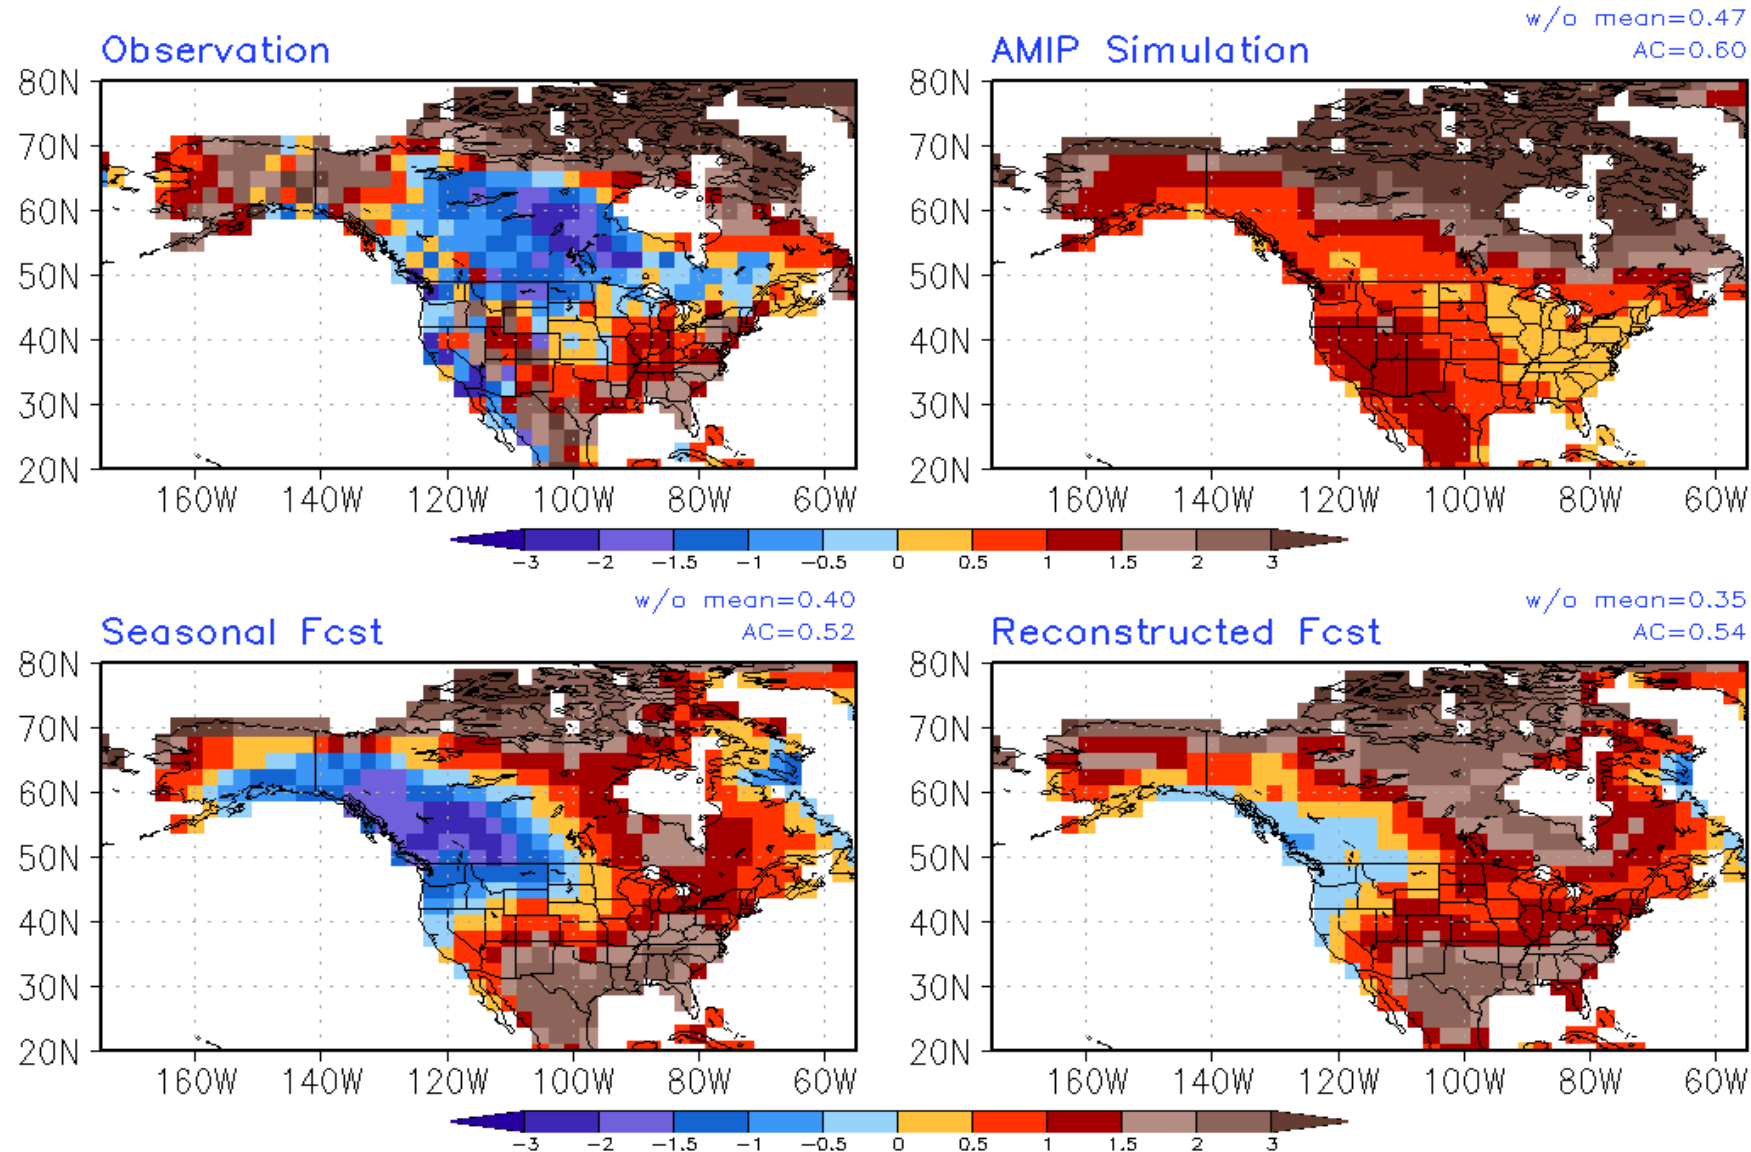 w/o mean=0.47
Observation
AMIP Simulation
AC=0.60
80N
70N
60N
50N
40N
30N
20N
160W 140W 120W 100W 80W 60W
80N
70N
60N
50N
40N
30N
20N
160W 140W 120W 100W 80W 60W
-3 -2 -1.5 -1 -0.5 0 0.5 1 1.5 2 3
w/o mean=0.40
Seasonal Fcst
AC=0.52
w/o mean=0.35
Reconstructed Fcst
AC=0.54
80N
70N
60N
50N
40N
30N
20N
160W 140W 120W 100W 80W 60W
80N
70N
60N
50N
40N
30N
20N
160W 140W 120W 100W 80W 60W
-3 -2 -1.5 -1 -0.5 0 0.5 1 1.5 2 3